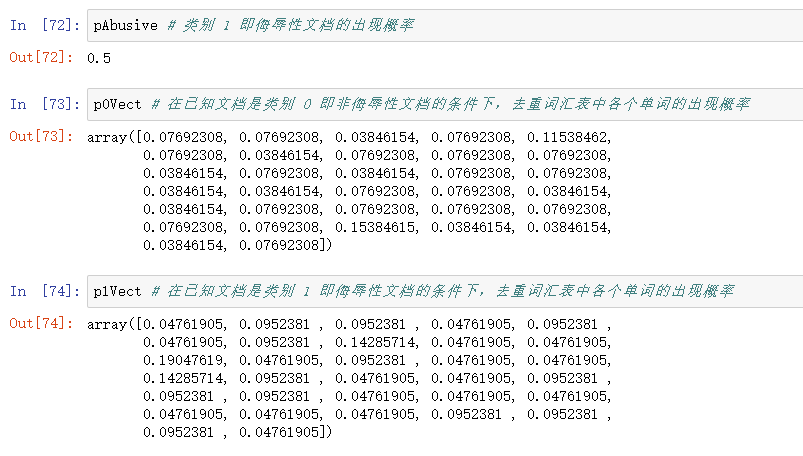 In [72]: pAbusive # 类别 1 即侮辱性文档的出现概率
Out[72]: 0.5
In [73]: p0Vect # 在已知文档是类别 0 即非侮辱性文档的条件下，去重词汇表中各个单词的出现概率
Out[73]: array([0.07692308, 0.07692308, 0.03846154, 0.07692308, 0.11538462,
0.07692308, 0.03846154, 0.07692308, 0.07692308, 0.07692308,
0.03846154, 0.07692308, 0.03846154, 0.07692308, 0.07692308,
0.03846154, 0.03846154, 0.07692308, 0.07692308, 0.03846154,
0.03846154, 0.07692308, 0.07692308, 0.07692308, 0.07692308,
0.07692308, 0.07692308, 0.15384615, 0.03846154, 0.03846154,
0.03846154, 0.07692308])
In [74]: p1Vect # 在已知文档是类别 1 即侮辱性文档的条件下，去重词汇表中各个单词的出现概率
Out[74]: array([0.04761905, 0.0952381 , 0.0952381 , 0.04761905, 0.0952381 ,
0.04761905, 0.0952381 , 0.14285714, 0.04761905, 0.04761905,
0.19047619, 0.04761905, 0.0952381 , 0.04761905, 0.04761905,
0.14285714, 0.0952381 , 0.04761905, 0.04761905, 0.0952381 ,
0.0952381 , 0.0952381 , 0.04761905, 0.04761905, 0.04761905,
0.04761905, 0.04761905, 0.04761905, 0.0952381 , 0.0952381 ,
0.0952381 , 0.04761905])